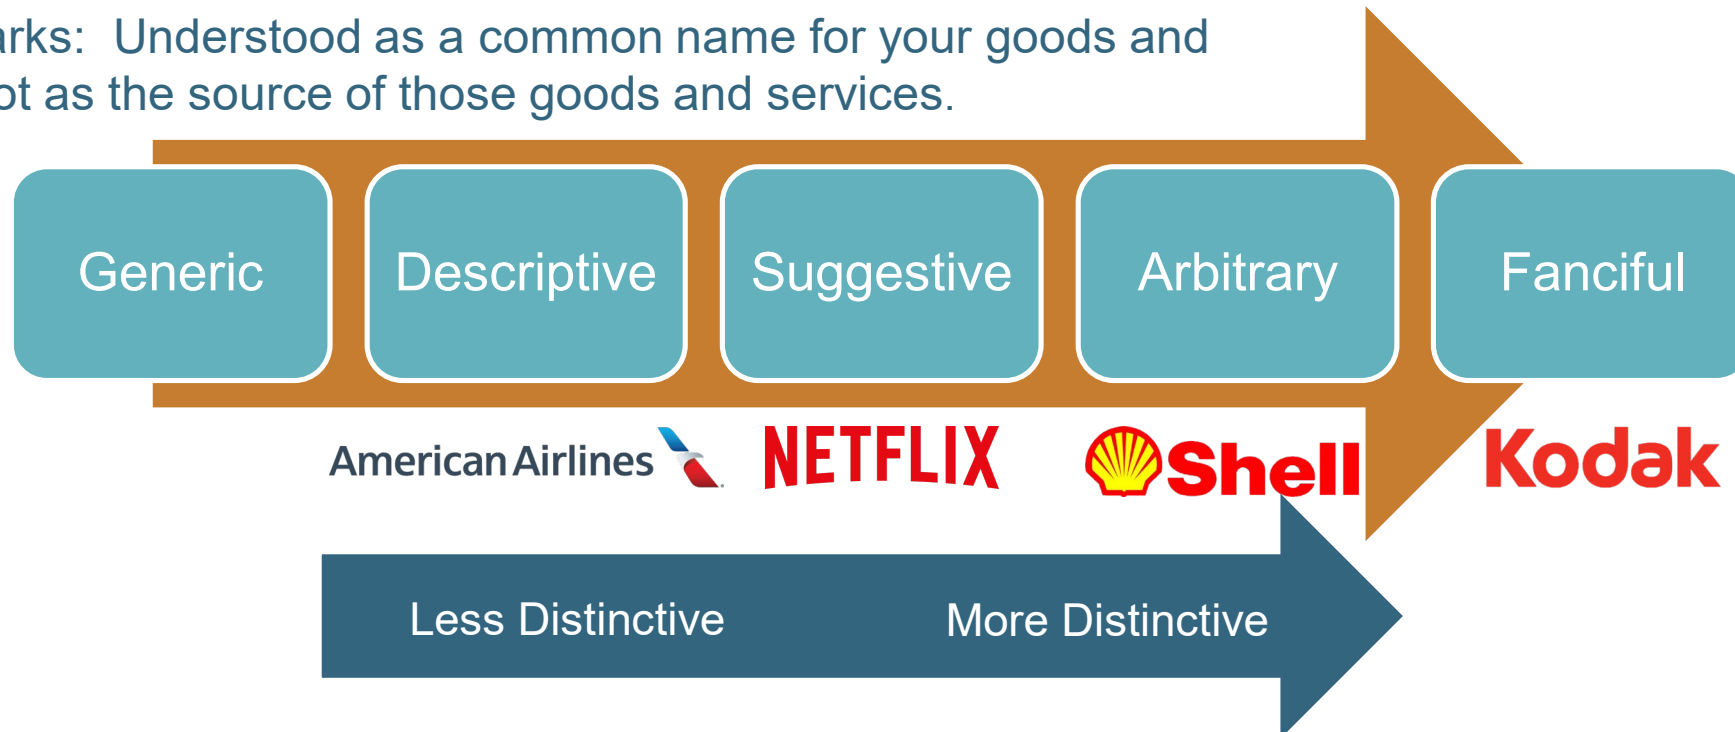 arks: Understood as a common name for your goods and
ot as the source of those goods and services.
Generic
Descriptive
Suggestive
Arbitrary
Fanciful
American Airlines
NETFLIX
Shell
Kodak
Less Distinctive
More Distinctive